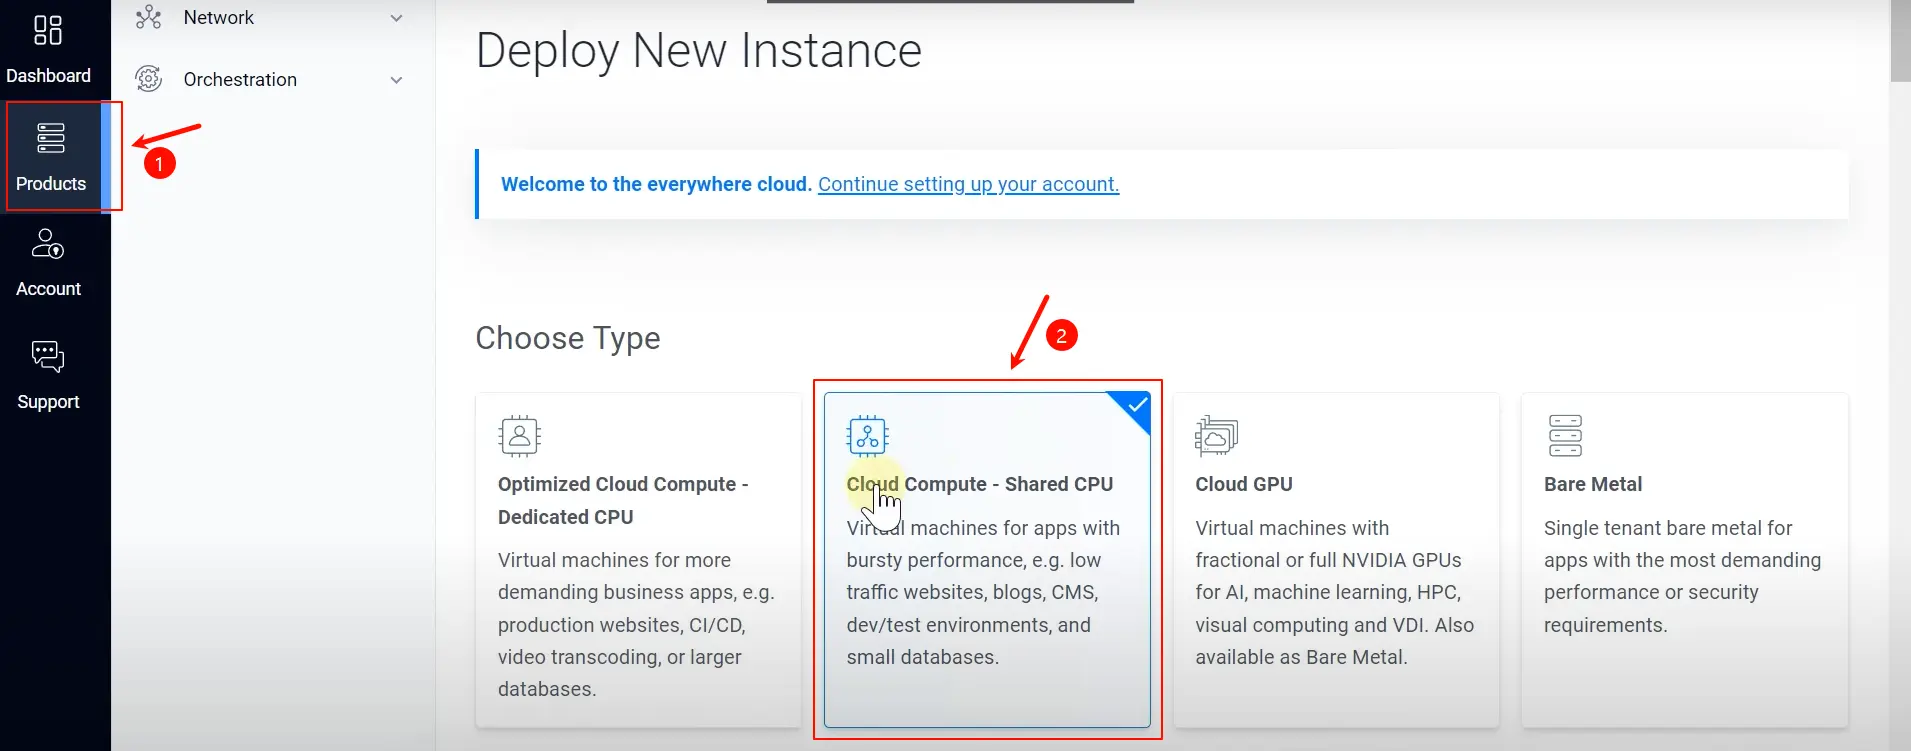 Dashboard
Products
Account
Support
Network
Orchestration
1
Deploy New Instance
Welcome to the everywhere cloud. Continue setting up your account.
Choose Type
2
Optimized Cloud Compute -
Dedicated CPU
Virtual machines for more
demanding business apps, e.g.
production websites, CI/CD,
video transcoding, or larger
databases.
Cloud Compute - Shared CPU
Virtual machines for apps with
bursty performance, e.g. low
traffic websites, blogs, CMS,
dev/test environments, and
small databases.
Cloud GPU
Virtual machines with
fractional or full NVIDIA GPUs
for AI, machine learning, HPC,
visual computing and VDI. Also
available as Bare Metal.
Bare Metal
Single tenant bare metal for
apps with the most demanding
performance or security
requirements.